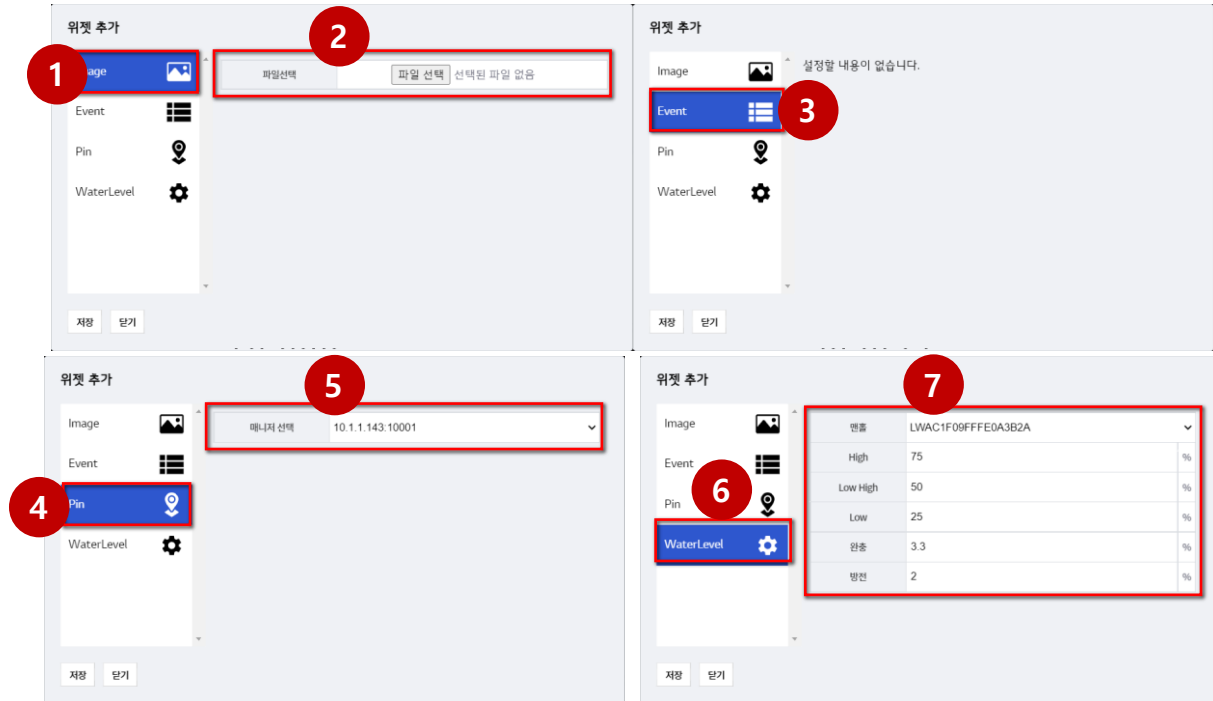 위젯 추가
2
1
age
파일선택
파일 선택 선택된 파일 없음
Event
Pin
WaterLevel
저장 닫기
위젯 추가
Image
설정할 내용이 없습니다.
Event
3
Pin
WaterLevel
저장 닫기
위젯 추가
5
Image
매니저 선택 10.1.1.143:10001
Event
4
Pin
WaterLevel
저장 닫기
위젯 추가
7
Image
Event
6
Pin
WaterLevel
맨홀 LWAC1F09FFFE0A3B2A
High 75 %
Low High 50 %
Low 25 %
완충 3.3 %
방전 2 %
저장 닫기